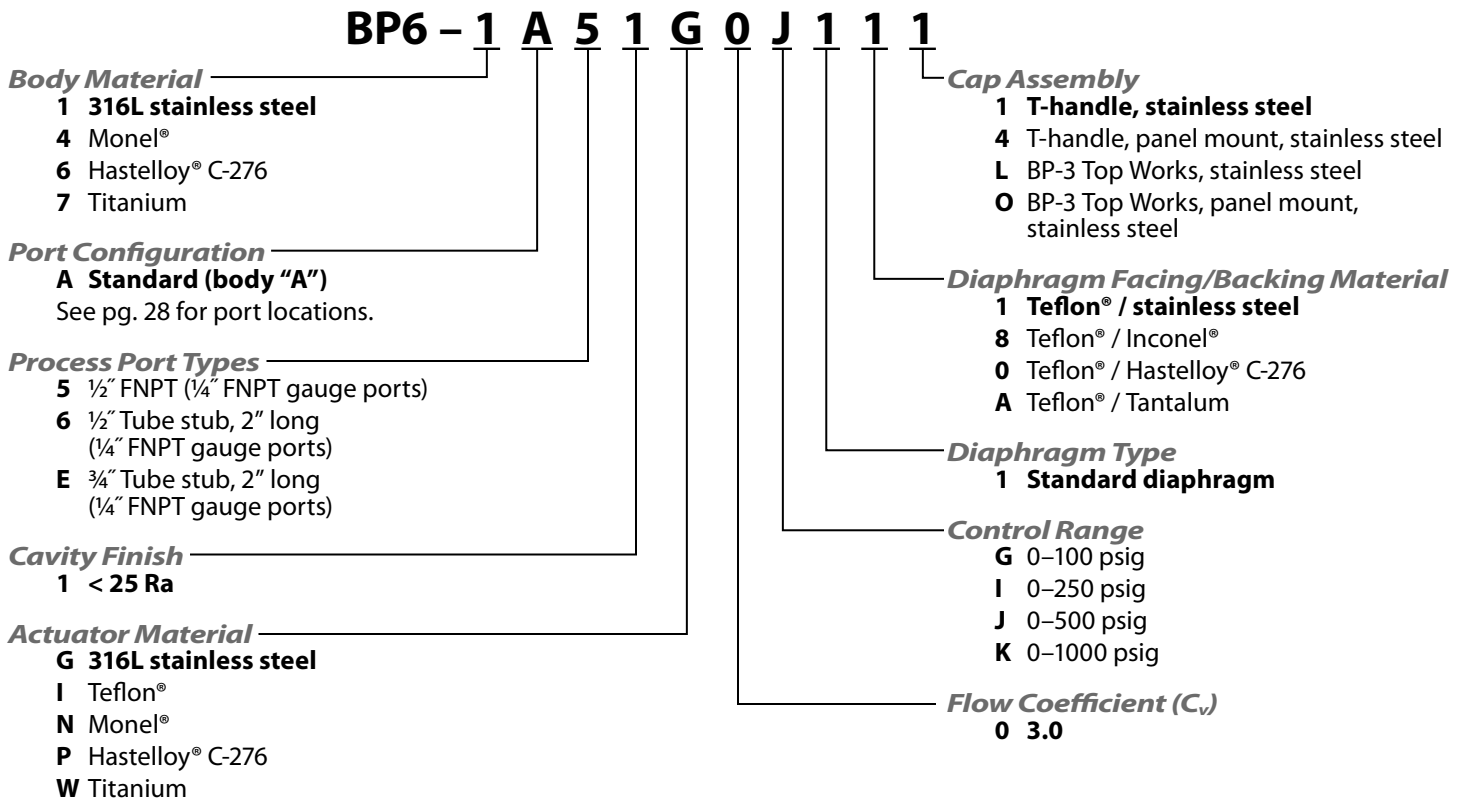 BP6 – 1 A 5 1 G 0 J 1 1 1
Body Material
1 316L stainless steel
4 Monel®
6 Hastelloy® C-276
7 Titanium
Port Configuration
A Standard (body “A”)
See pg. 28 for port locations.
Process Port Types
5 ½˝ FNPT (¼˝ FNPT gauge ports)
6 ½˝ Tube stub, 2” long
(¼˝ FNPT gauge ports)
E ¾˝ Tube stub, 2” long
(¼˝ FNPT gauge ports)
Cavity Finish
1 < 25 Ra
Actuator Material
G 316L stainless steel
I Teflon®
N Monel®
P Hastelloy® C-276
W Titanium
Cap Assembly
1 T-handle, stainless steel
4 T-handle, panel mount, stainless steel
L BP-3 Top Works, stainless steel
O BP-3 Top Works, panel mount,
stainless steel
Diaphragm Facing/Backing Material
1 Teflon® / stainless steel
8 Teflon® / Inconel®
0 Teflon® / Hastelloy® C-276
A Teflon® / Tantalum
Diaphragm Type
1 Standard diaphragm
Control Range
G 0–100 psig
I 0–250 psig
J 0–500 psig
K 0–1000 psig
Flow Coefficient (Cv)
0 3.0